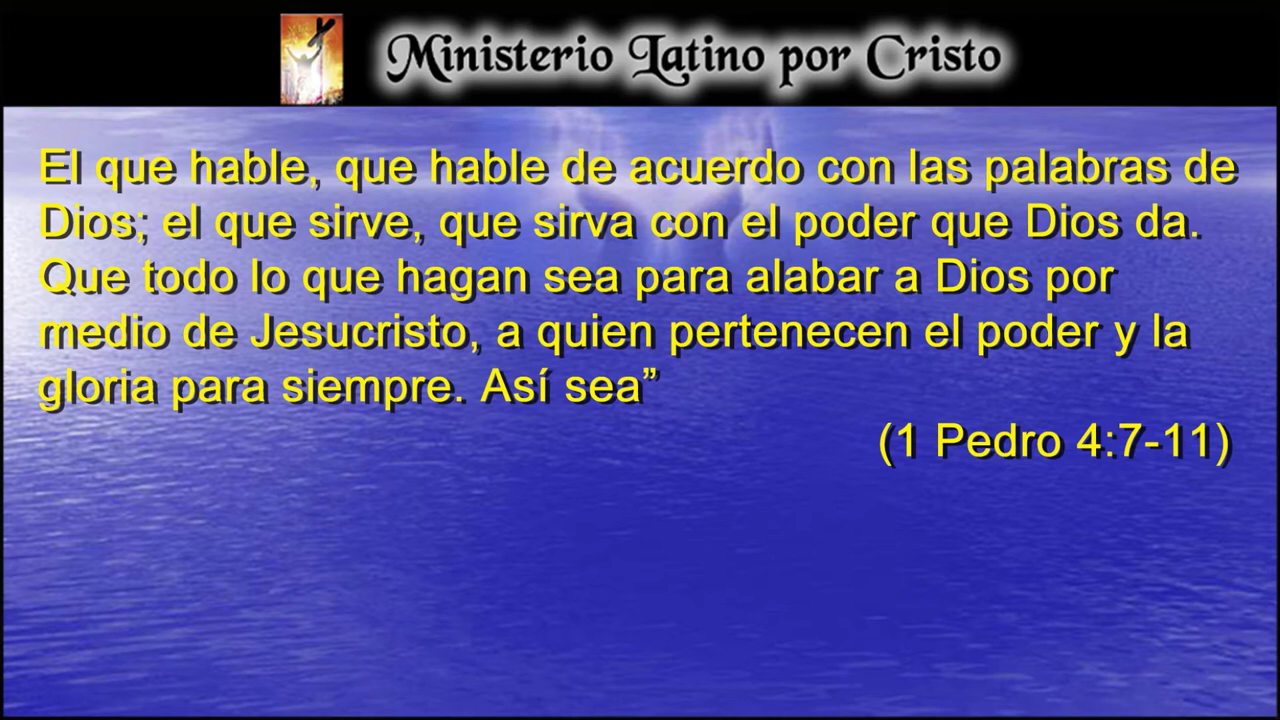 Ministerio Latino por Cristo
El que hable, que hable de acuerdo con las palabras de
Dios; el que sirve, que sirva con el poder que Dios da.
Que todo lo que hagan sea para alabar a Dios por
medio de Jesucristo, a quien pertenecen el poder y la
gloria para siempre. Así sea”
(1 Pedro 4:7-11)